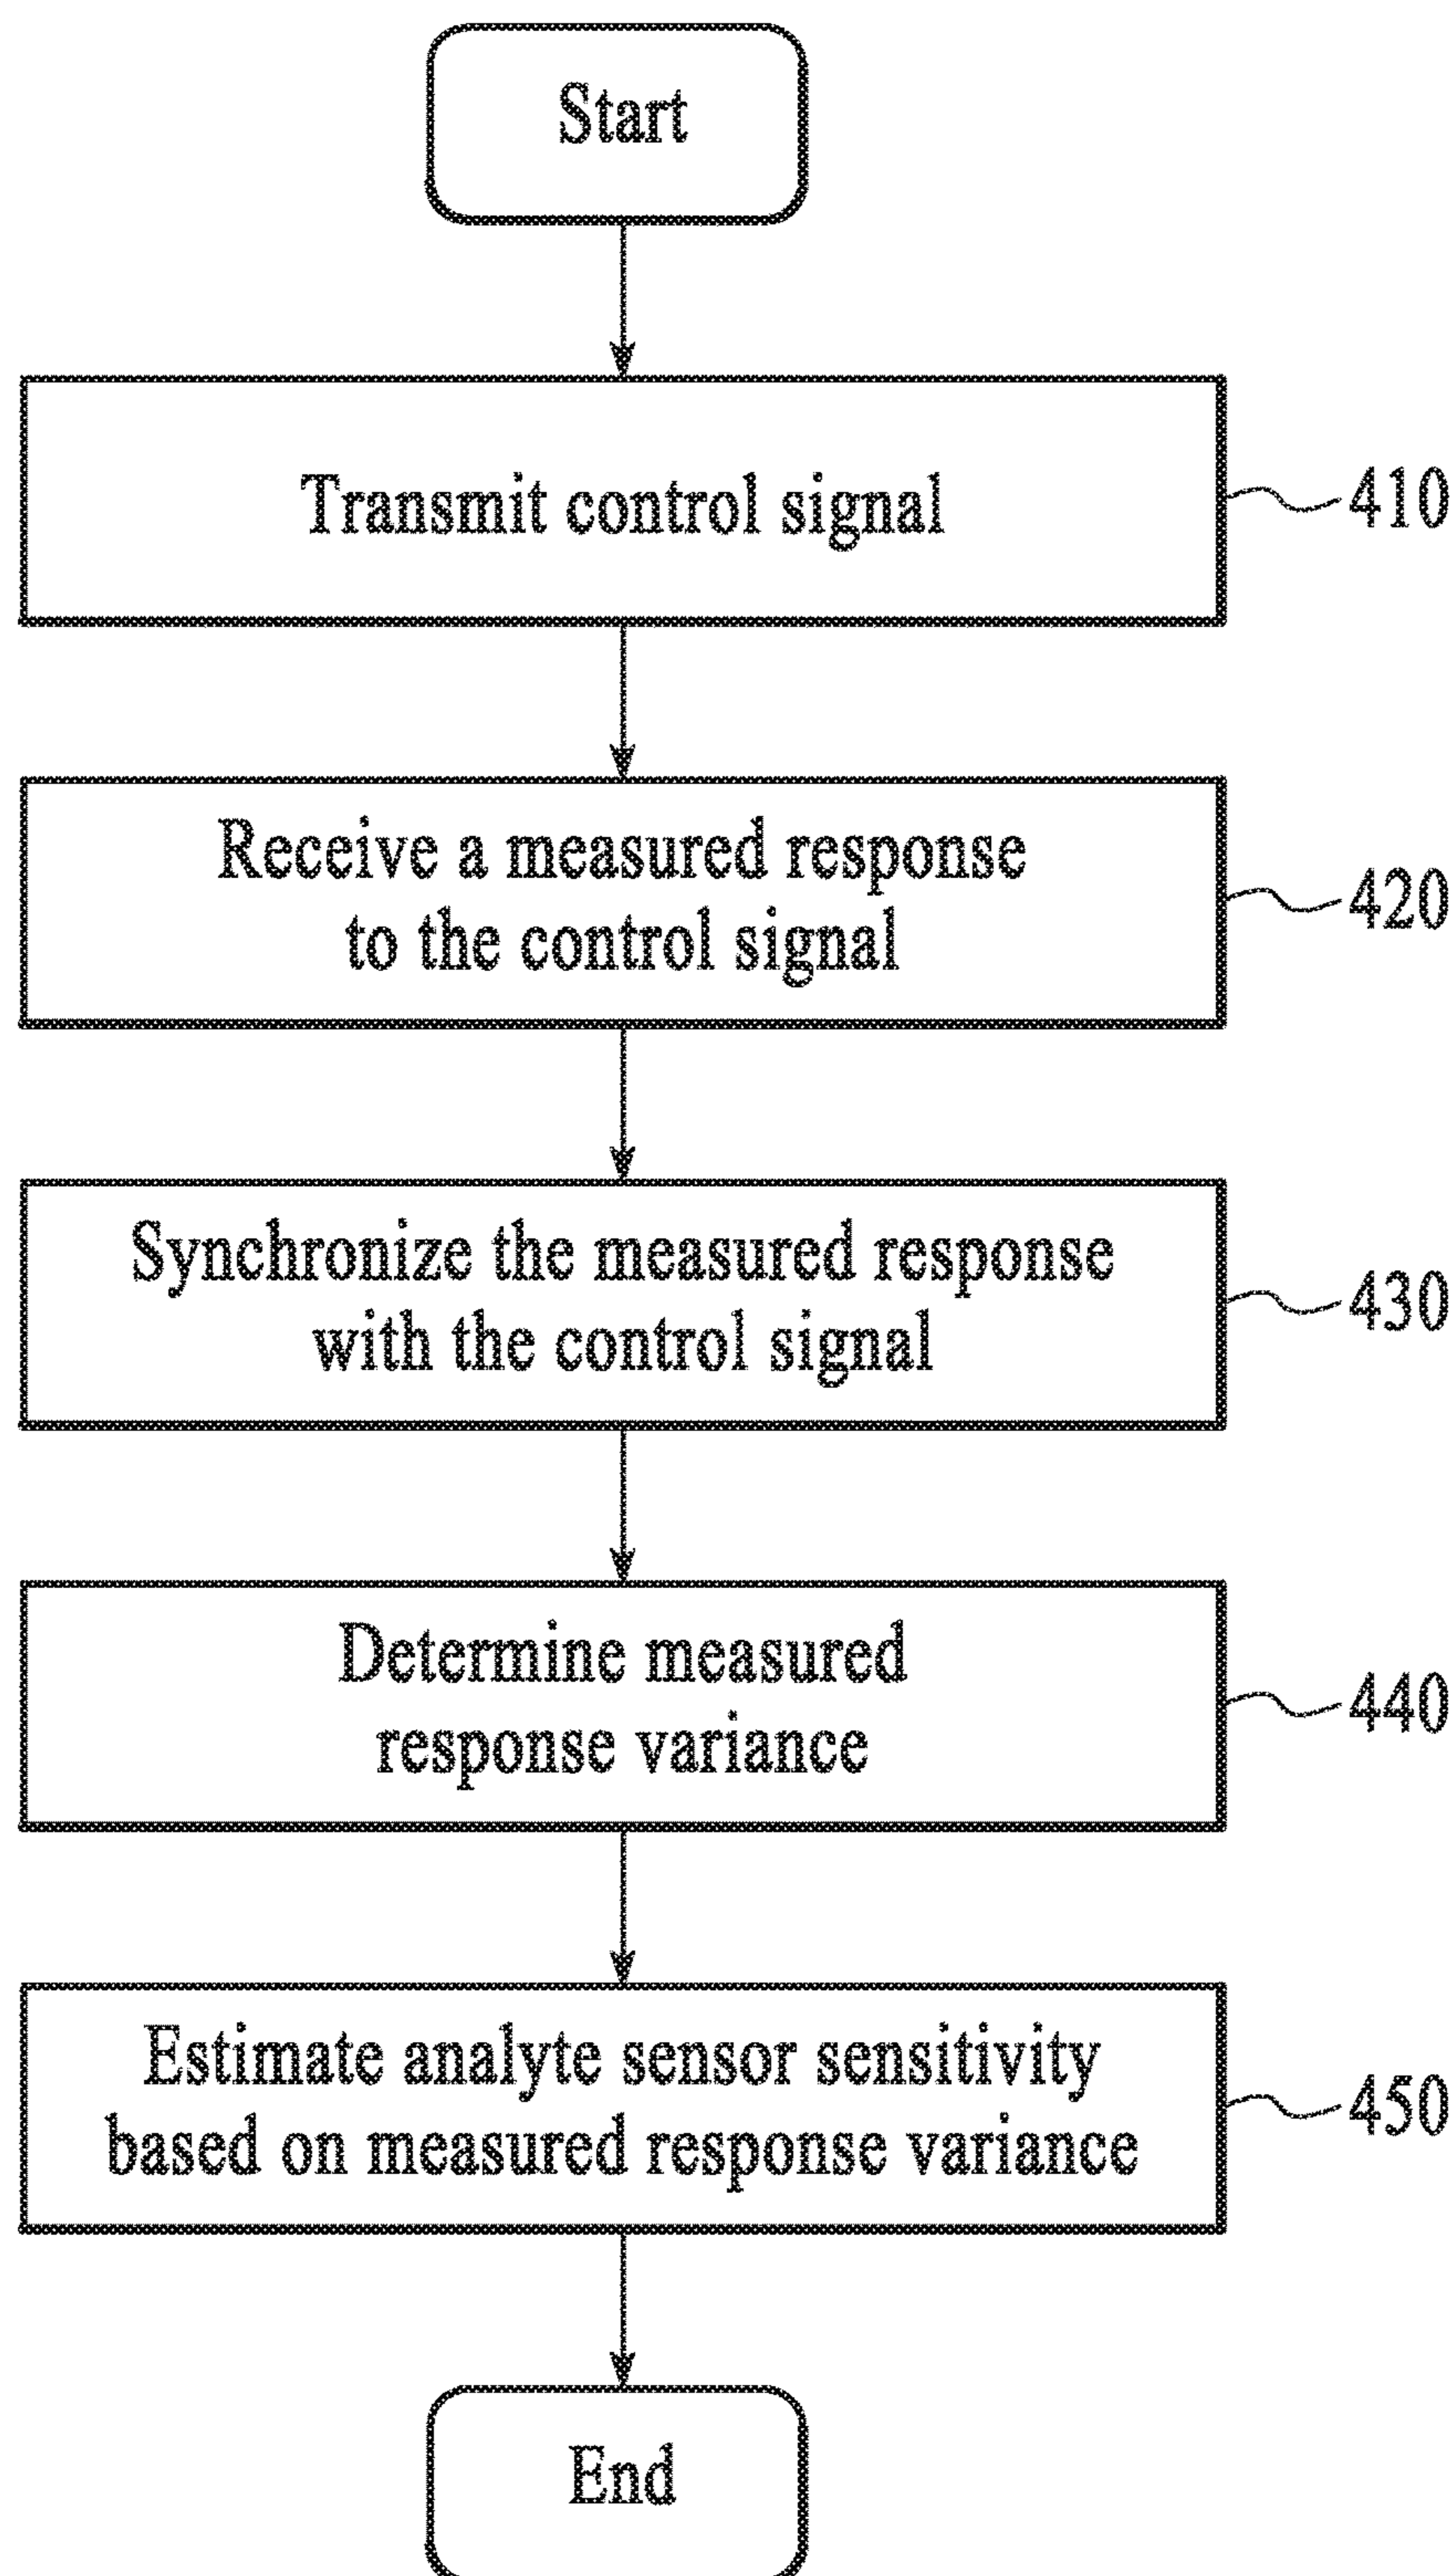 Start
Transmit control signal
410
Receive a measured response
to the control signal
420
Synchronize the measured response
with the control signal
430
Determine measured
response variance
440
Estimate analyte sensor sensitivity
based on measured response variance
450
End